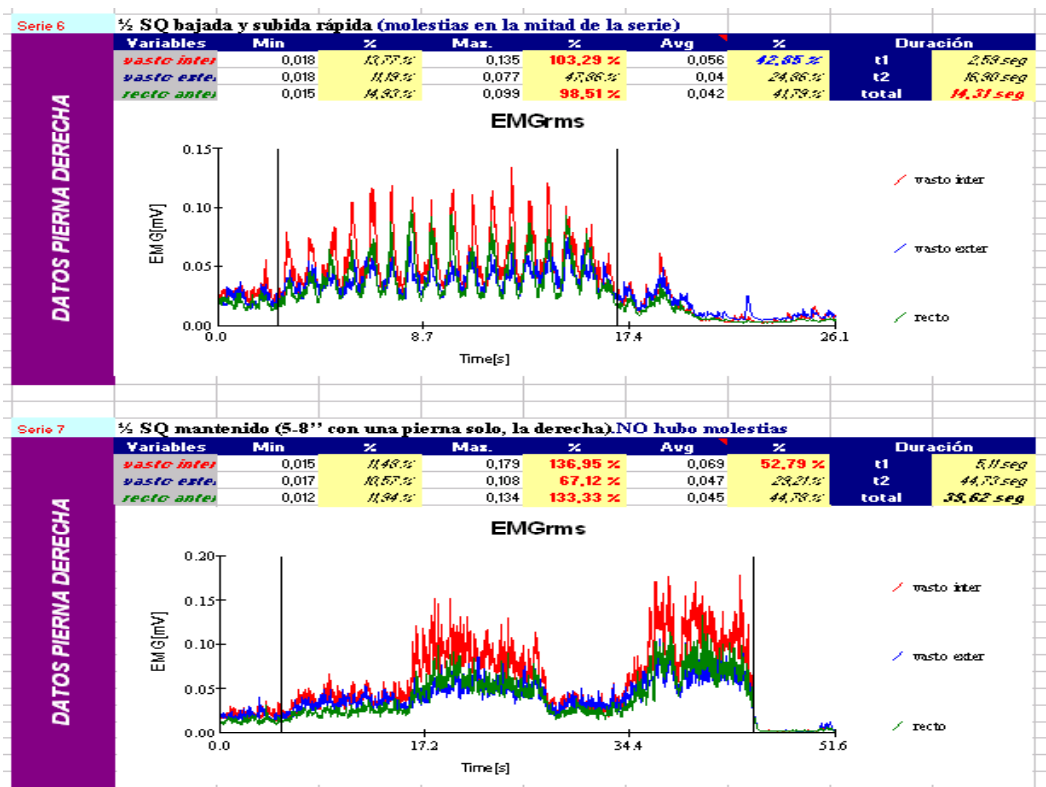 Serie 6
½ SQ bajada y subida rápida (molestias en la mitad de la serie)
Variables Min % Max. % Avg % Duración
vasto inter 0,018 13,77 % 0,135 103,29 % 0,056 42,85 % t1 2,59 seg
vasto exter 0,018 11,19 % 0,077 47,86 % 0,04 24,86 % t2 16,90 seg
recto anter 0,015 14,93 % 0,099 98,51 % 0,042 41,79 % total 14,31 seg
DATOS PIERNA DERECHA
EMGrms
0.15
0.10
0.05
0.00
EMG[mV]
0.0 8.7 17.4 26.1
Time[s]
vasto inter
vasto exter
recto
Serie 7
½ SQ mantenido (5-8’’ con una pierna solo, la derecha).NO hubo molestias
Variables Min % Max. % Avg % Duración
vasto inter 0,015 11,48 % 0,179 136,95 % 0,069 52,79 % t1 5,11 seg
vasto exter 0,017 10,57 % 0,108 67,12 % 0,047 29,21 % t2 44,73 seg
recto anter 0,012 11,94 % 0,134 133,33 % 0,045 44,78 % total 39,62 seg
DATOS PIERNA DERECHA
EMGrms
0.20
0.15
0.10
0.05
0.00
EMG[mV]
0.0 17.2 34.4 51.6
Time[s]
vasto inter
vasto exter
recto